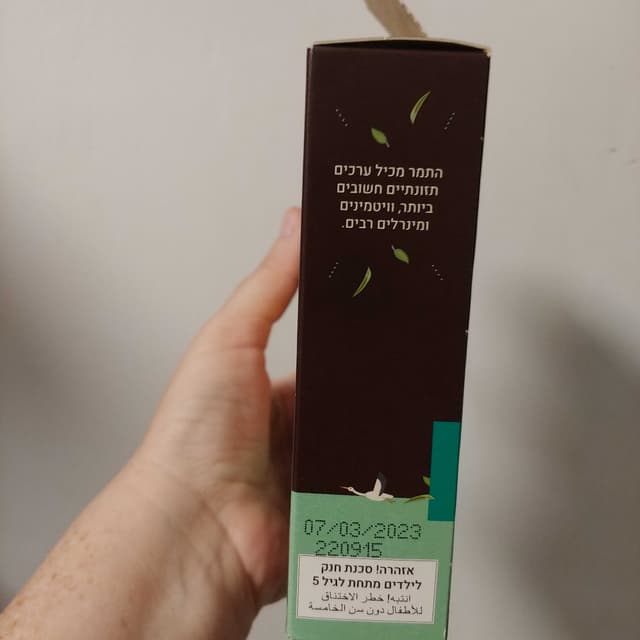 התמר מכיל ערכים
תזונתיים חשובים
ביותר, וויטמינים
ומינרלים רבים.
07/03/2023
220915
אזהרה! סכנת חנק
לילדים מתחת לגיל 5
انتبه! خطر الاختناق
للأطفال دون سن الخامسة